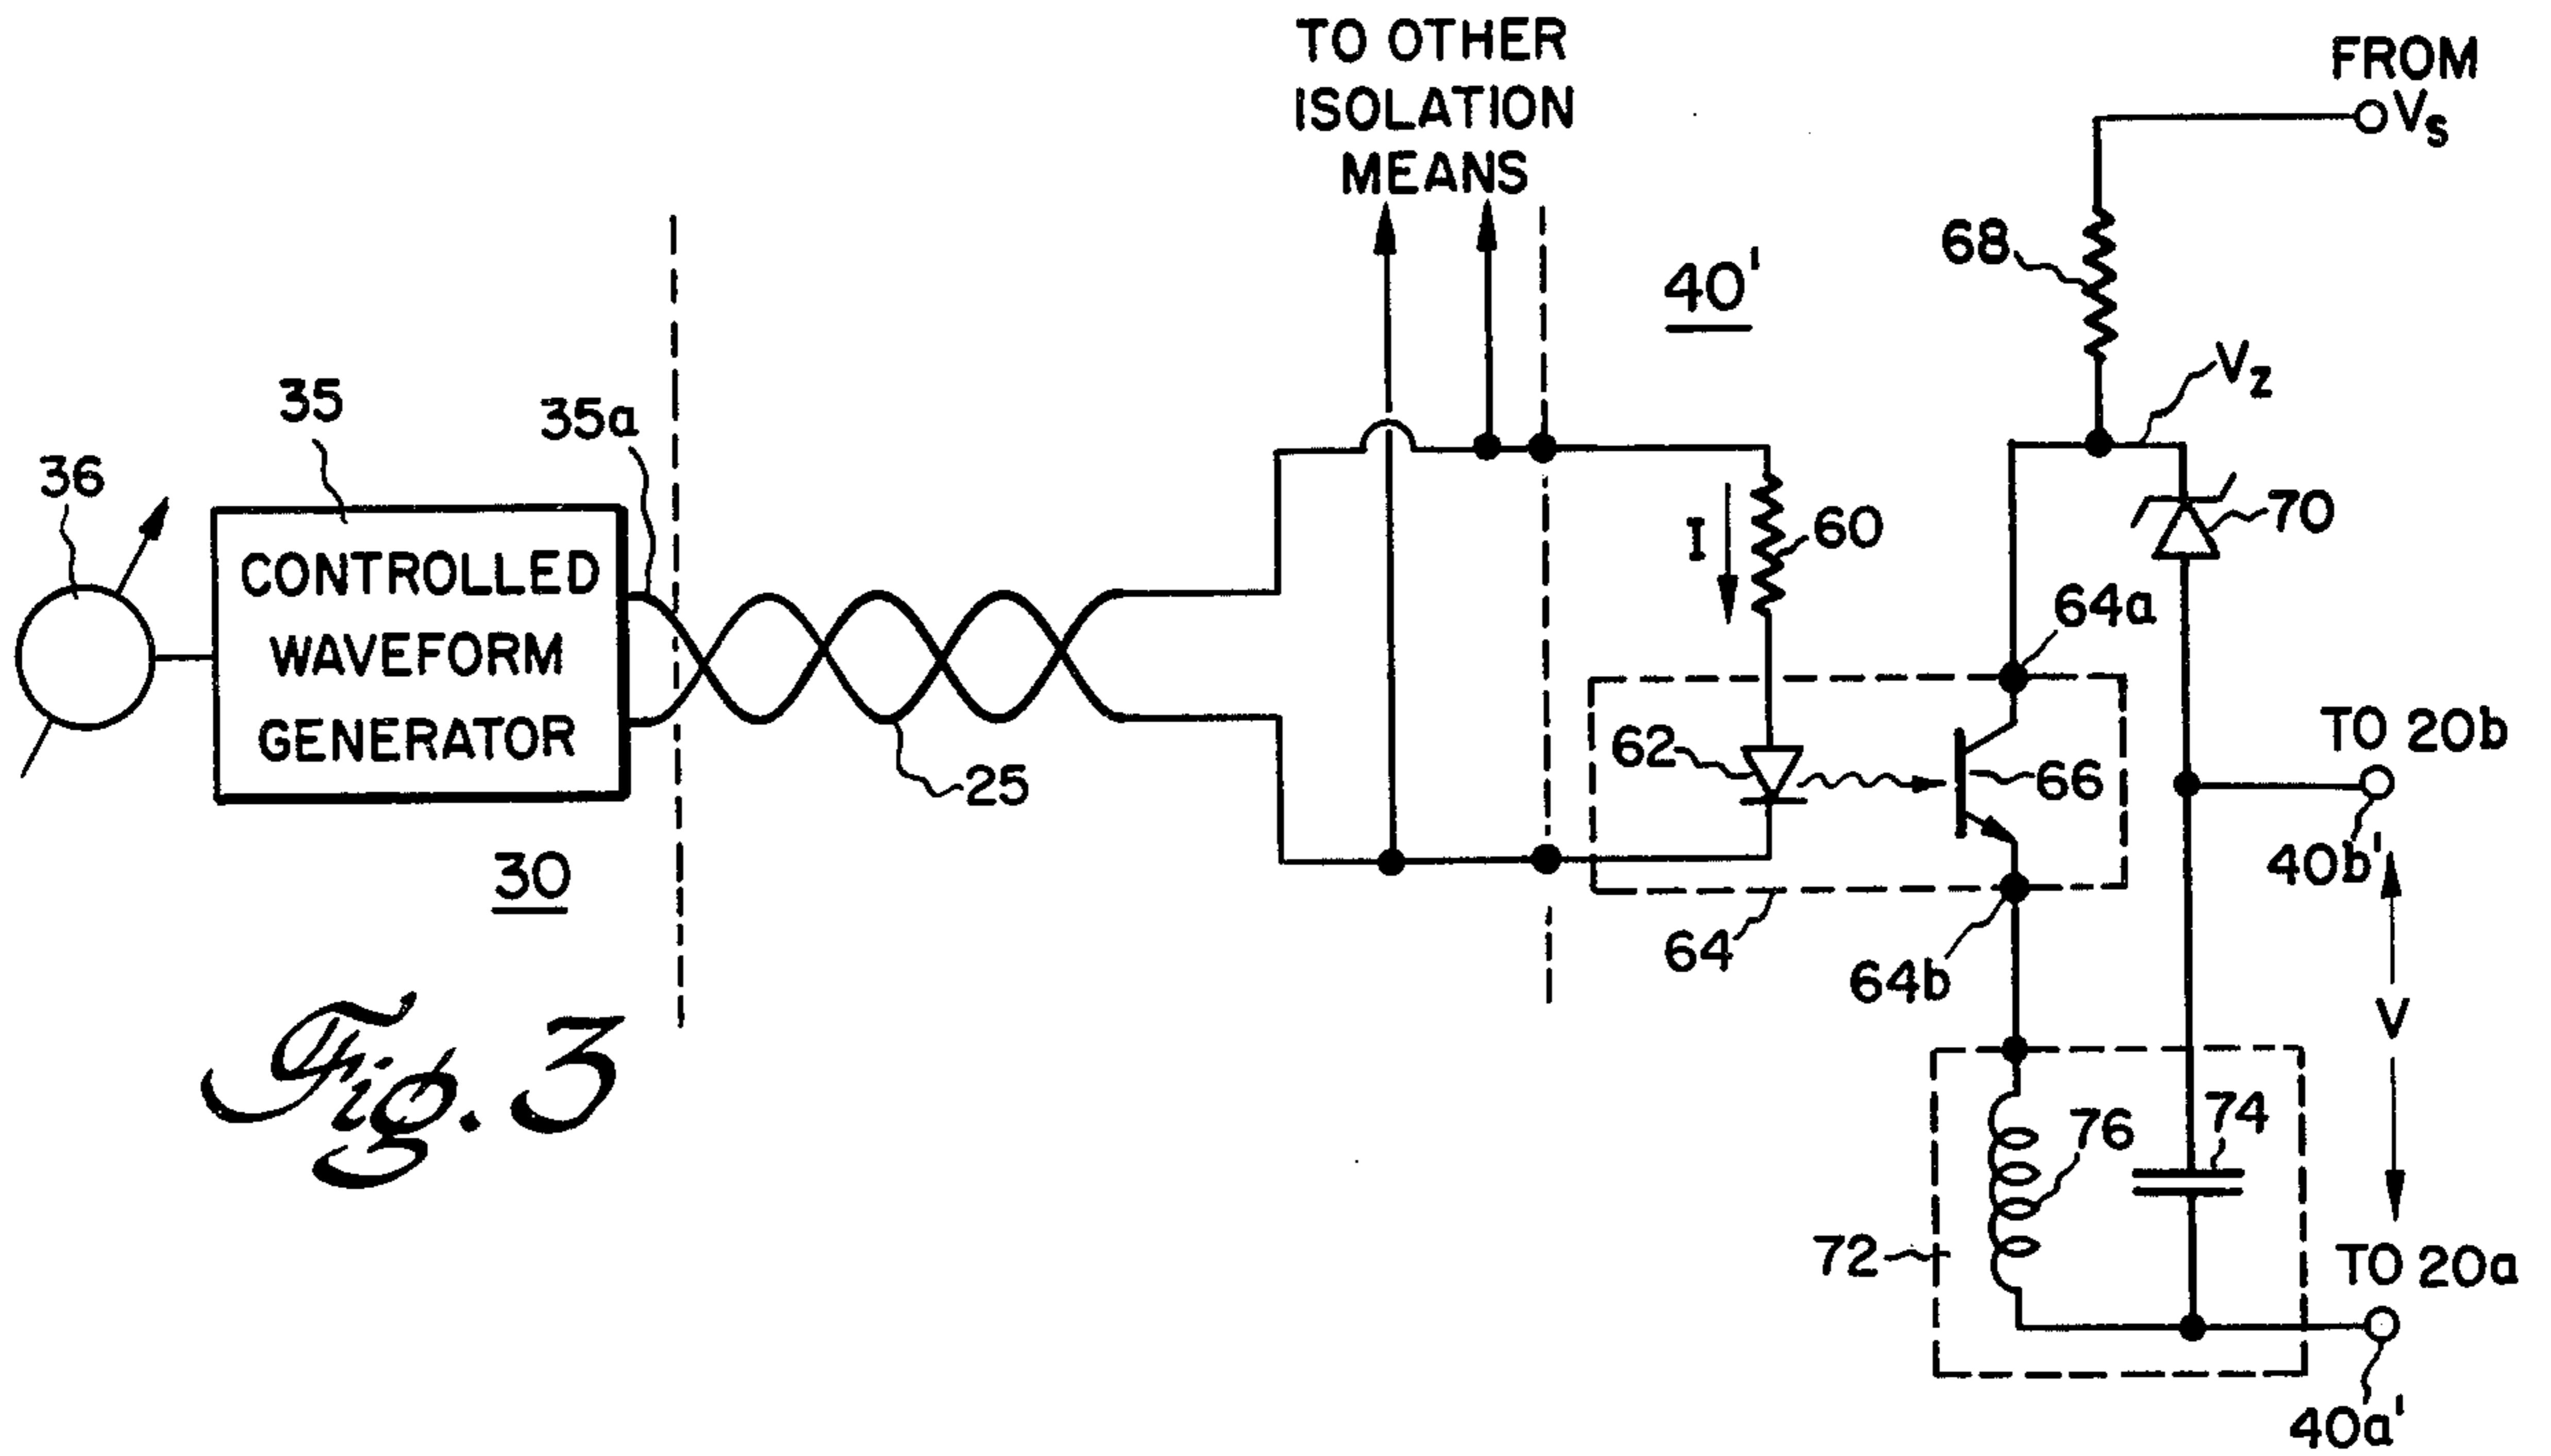 TO OTHER
ISOLATION
MEANS
FROM
Vs
68
40'
Vz
35
35a
36
I
60
70
CONTROLLED
WAVEFORM
GENERATOR
64a
62
66
TO 20b
25
40b'
30
64
64b
V
Fig. 3
76
74
72
TO 20a
40a'